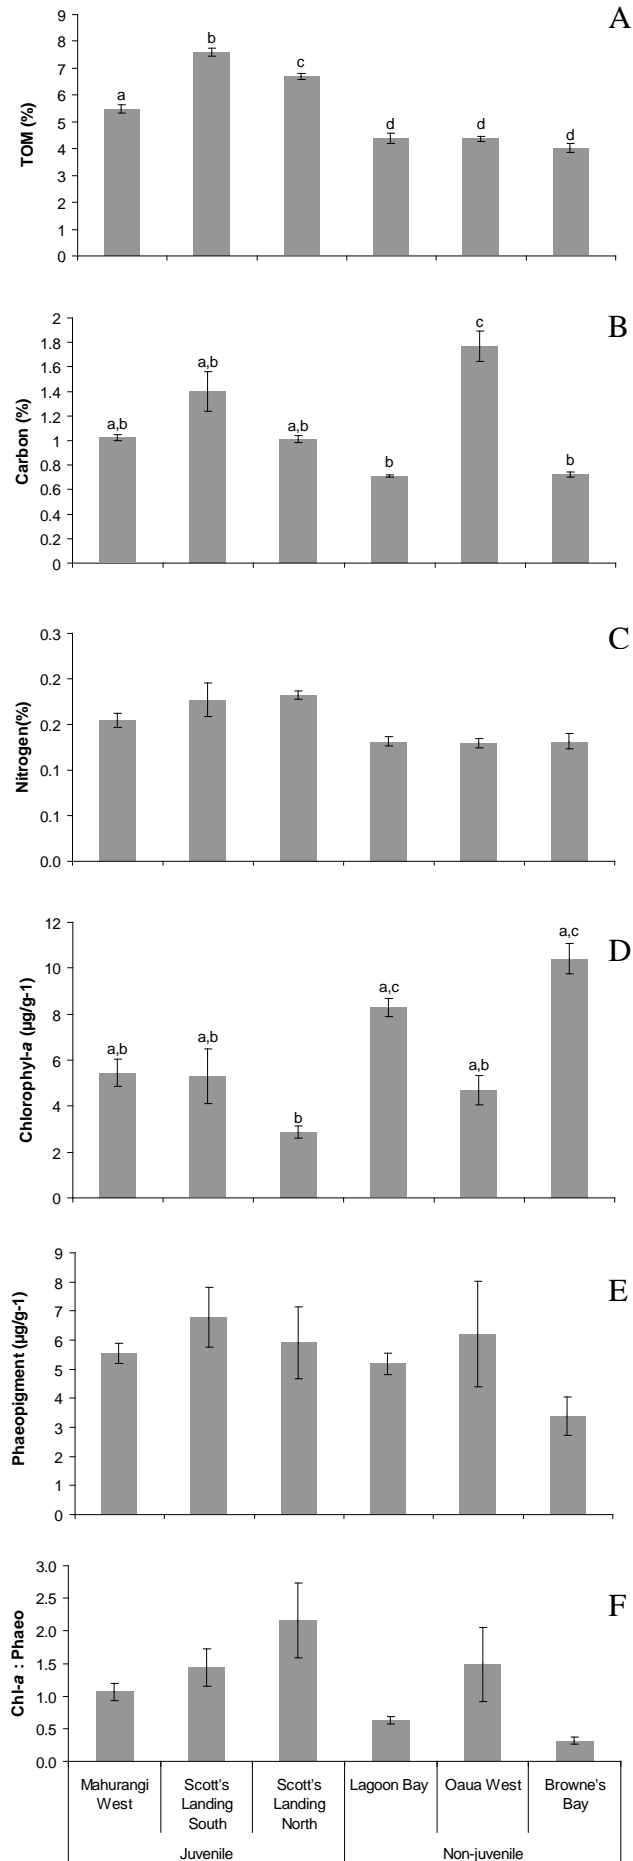 A
TOM (%)
9
8
7
6
5
4
3
2
1
0
a
b
c
d
d
d
B
Carbon (%)
2
1.8
1.6
1.4
1.2
1
0.8
0.6
0.4
0.2
0
a,b
a,b
a,b
b
c
b
C
Nitrogen(%)
0.3
0.2
0.2
0.1
0.1
0.0
D
Chlorophyl-a (µg/g-1)
12
10
8
6
4
2
0
a,b
a,b
b
a,c
a,b
a,c
E
Phaeopigment (µg/g-1)
9
8
7
6
5
4
3
2
1
0
F
Chl-a : Phaeo
3.0
2.5
2.0
1.5
1.0
0.5
0.0
Mahurangi
West
Scott's
Landing
South
Scott's
Landing
North
Lagoon Bay
Oaua West
Browne's
Bay
Juvenile
Non-juvenile